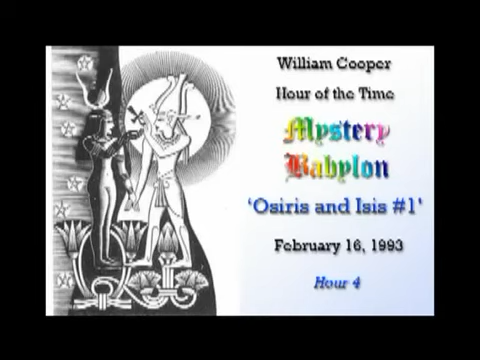 William Cooper
Hour of the Time
Mystery
Babylon
‘Osiris and Isis #1’
February 16, 1993
Hour 4